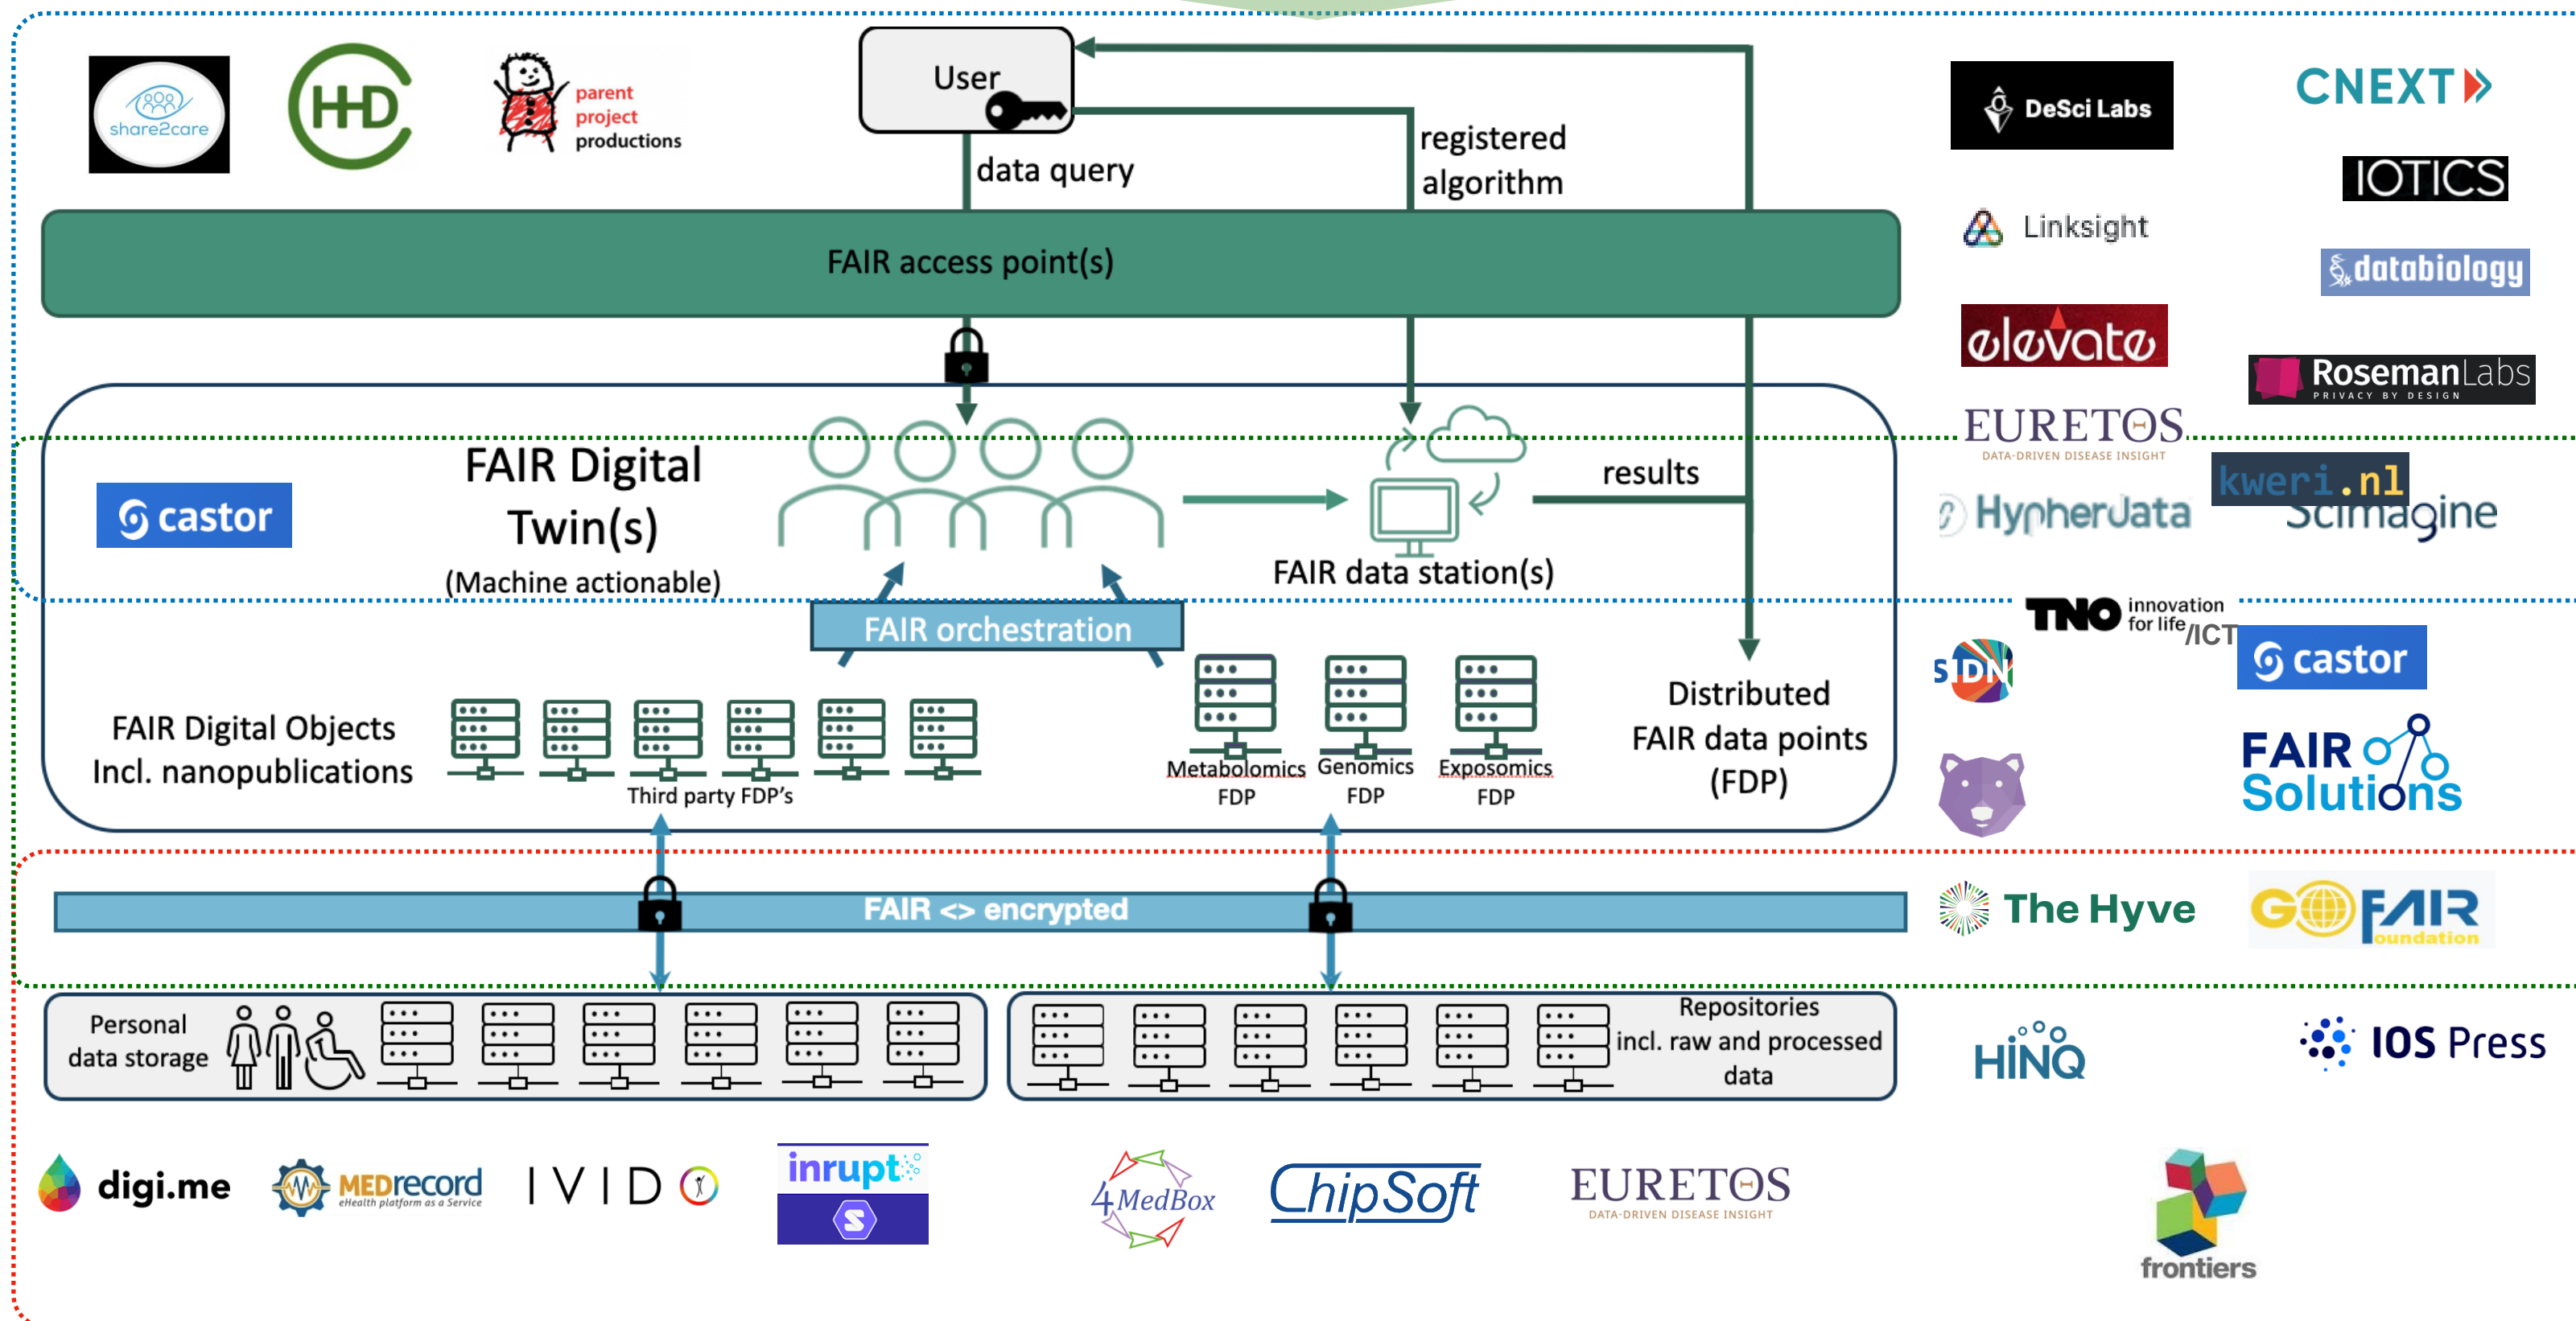 share2care
HD
parent
project
productions
User
data query
registered
algorithm
FAIR access point(s)
DeSci Labs
CNEXT
IOTICS
Linksight
databiology
elevate
RosemanLabs
PRIVACY BY DESIGN
EURETOS
DATA-DRIVEN DISEASE INSIGHT
castor
FAIR Digital
Twin(s)
(Machine actionable)
results
FAIR data station(s)
HypherData
kweri.nl
Scimagine
FAIR orchestration
TNO innovation
for life
/ICT
SIDN
castor
FAIR Digital Objects
Incl. nanopublications
Third party FDP's
Metabolomics
FDP
Genomics
FDP
Exposomics
FDP
Distributed
FAIR data points
(FDP)
FAIR
Solutions
FAIR <> encrypted
The Hyve
GO FAIR
Foundation
Personal
data storage
Repositories
incl. raw and processed
data
HiNQ
IOS Press
digi.me
MEDrecord
eHealth platform as a Service
IVIDO
inrupt
S
4MedBox
ChipSoft
EURETOS
DATA-DRIVEN DISEASE INSIGHT
frontiers